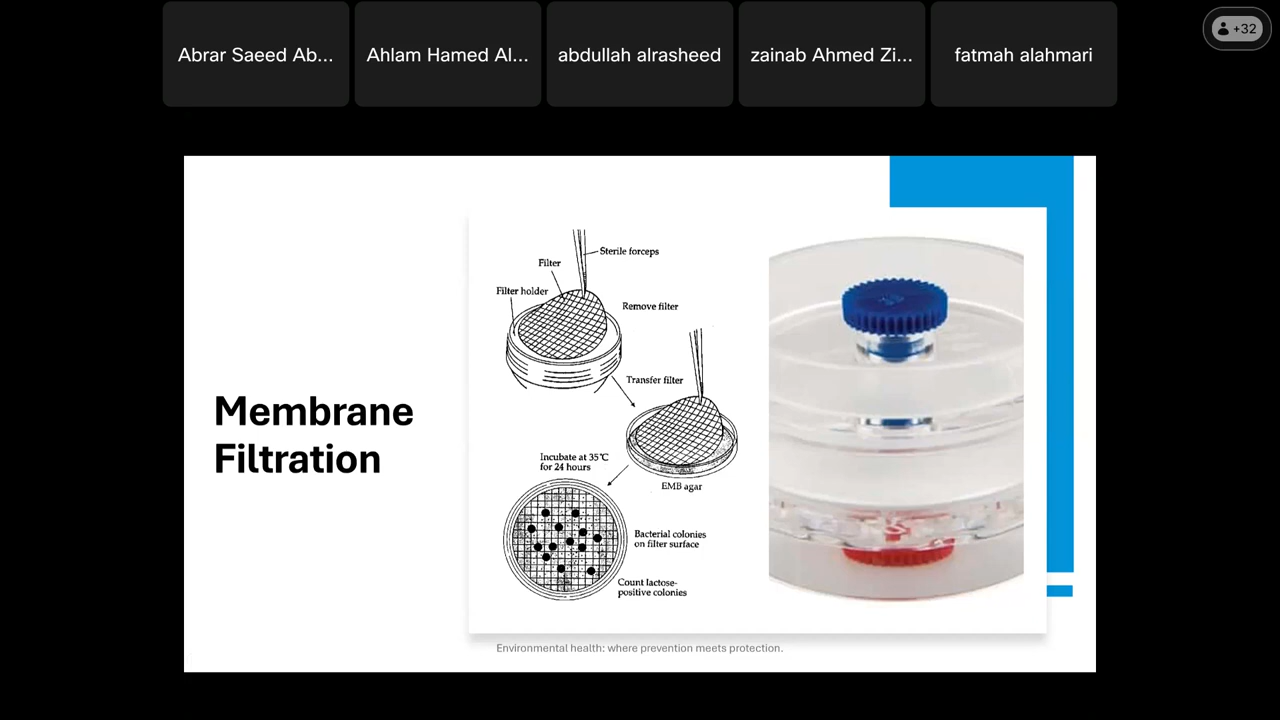 Abrar Saeed Ab...
Ahlam Hamed Al...
abdullah alrasheed
zainab Ahmed Zi...
fatmah alahmari
+32
Membrane
Filtration
Sterile forceps
Filter
Filter holder
Remove filter
Transfer filter
Incubate at 35°C
for 24 hours
EMB agar
Bacterial colonies
on filter surface
Count lactose-
positive colonies
Environmental health: where prevention meets protection.